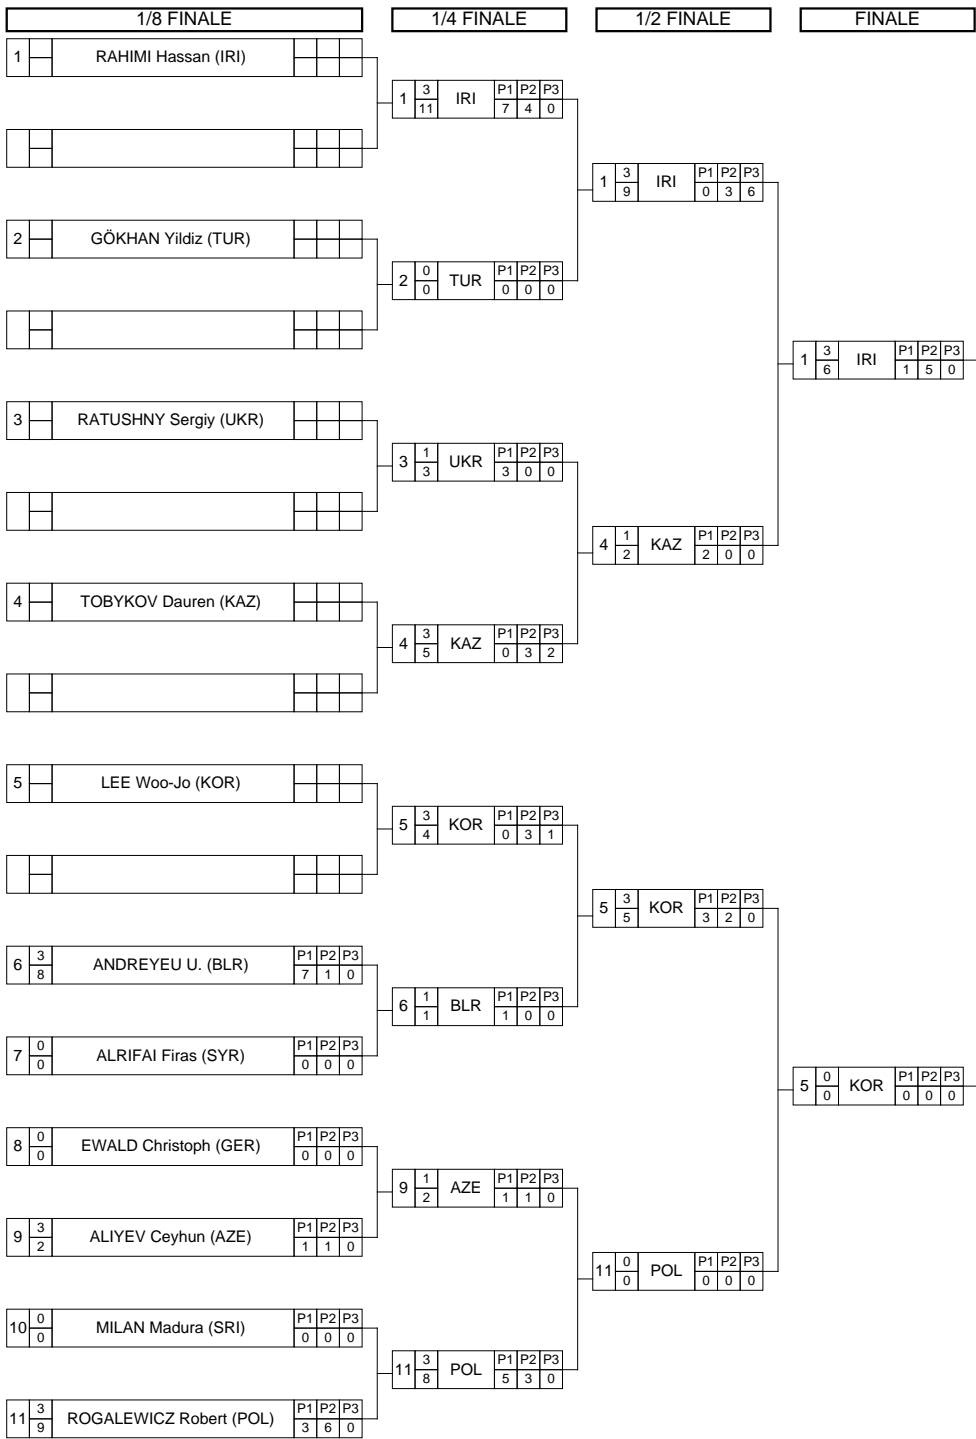 1/8 FINALE 1/4 FINALE 1/2 FINALE FINALE
1 RAHIMI Hassan (IRI)
1 3 11 IRI P1 P2 P3 7 4 0
1 3 9 IRI P1 P2 P3 0 3 6
2 GÖKHAN Yildiz (TUR)
2 0 0 TUR P1 P2 P3 0 0 0
1 3 6 IRI P1 P2 P3 1 5 0
3 RATUSHNY Sergiy (UKR)
3 1 3 UKR P1 P2 P3 3 0 0
4 1 2 KAZ P1 P2 P3 2 0 0
4 TOBYKOV Dauren (KAZ)
4 3 5 KAZ P1 P2 P3 0 3 2
5 LEE Woo-Jo (KOR)
5 3 4 KOR P1 P2 P3 0 3 1
5 3 5 KOR P1 P2 P3 3 2 0
6 3 8 ANDREYEU U. (BLR) P1 P2 P3 7 1 0
6 1 1 BLR P1 P2 P3 1 0 0
7 0 0 ALRIFAI Firas (SYR) P1 P2 P3 0 0 0
5 0 0 KOR P1 P2 P3 0 0 0
8 0 0 EWALD Christoph (GER) P1 P2 P3 0 0 0
9 1 2 AZE P1 P2 P3 1 1 0
9 3 2 ALIYEV Ceyhun (AZE) P1 P2 P3 1 1 0
11 0 0 POL P1 P2 P3 0 0 0
10 0 0 MILAN Madura (SRI) P1 P2 P3 0 0 0
11 3 8 POL P1 P2 P3 5 3 0
11 3 9 ROGALEWICZ Robert (POL) P1 P2 P3 3 6 0